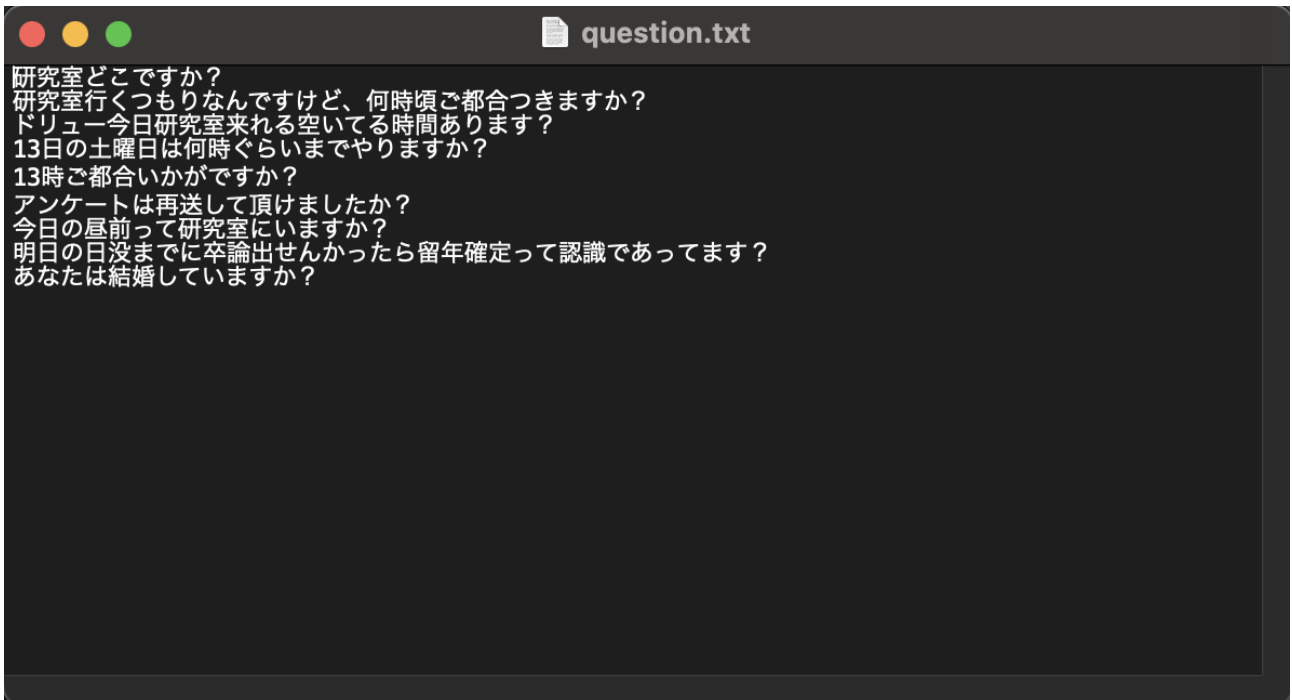 question.txt
研究室どこですか？
研究室行くつもりなんですけど、何時頃ご都合つきますか？
ドリュー今日研究室来れる空いてる時間あります？
13日の土曜日は何時ぐらいまでやりますか？
13時ご都合いかがですか？
アンケートは再送して頂けましたか？
今日の昼前って研究室にいますか？
明日の日没までに卒論出せんかったら留年確定って認識であってます？
あなたは結婚していますか？